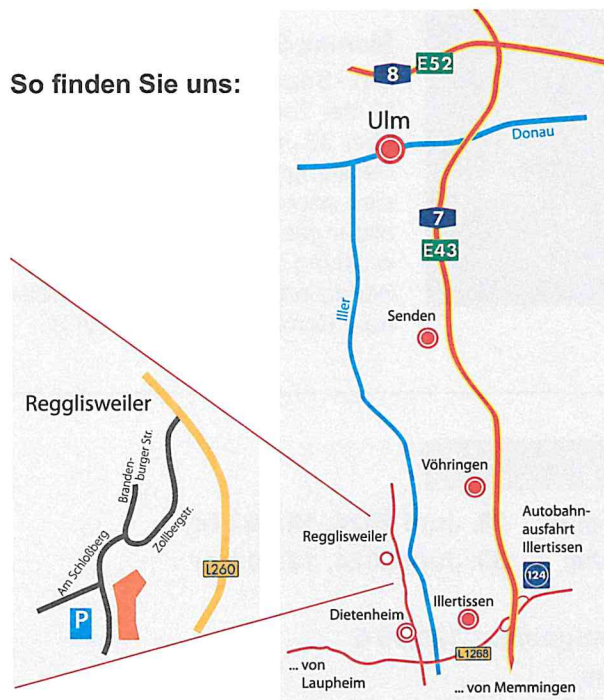 So finden Sie uns:
8
E52
Ulm
Donau
7
E43
Iller
Senden
Vöhringen
Autobahn-
ausfahrt
Illertissen
124
Regglisweiler
Dietenheim
Illertissen
L1268
... von
Laupheim
... von Memmingen
Regglisweiler
Branden-
burger Str.
Zollbergstr.
Am Schloßberg
L260
P